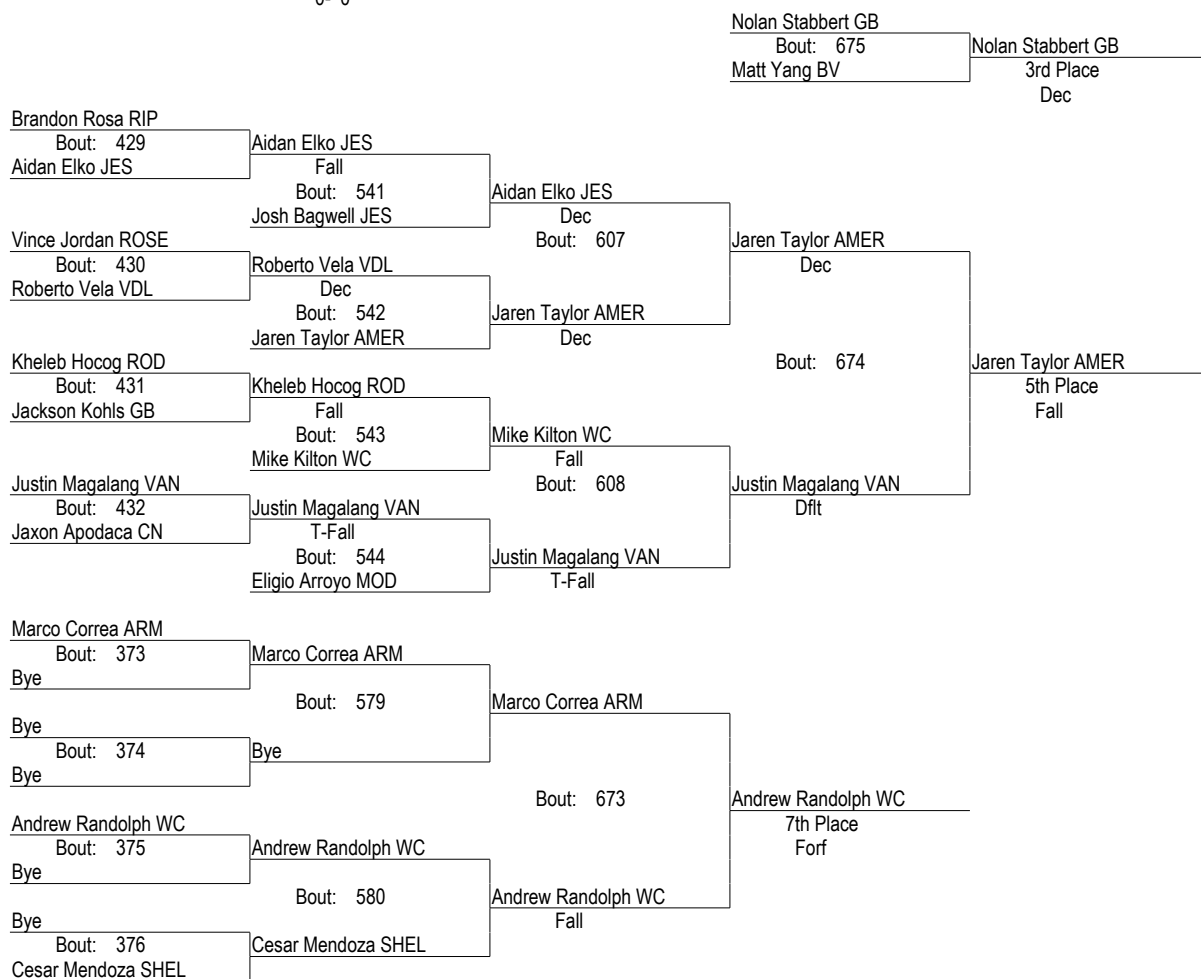 0- 0
Nolan Stabbert GB
Bout: 675
Nolan Stabbert GB
Matt Yang BV
3rd Place
Dec
Brandon Rosa RIP
Bout: 429
Aidan Elko JES
Aidan Elko JES
Fall
Bout: 541
Aidan Elko JES
Josh Bagwell JES
Dec
Vince Jordan ROSE
Bout: 607
Jaren Taylor AMER
Bout: 430
Roberto Vela VDL
Dec
Roberto Vela VDL
Dec
Bout: 542
Jaren Taylor AMER
Jaren Taylor AMER
Dec
Kheleb Hocog ROD
Bout: 674
Jaren Taylor AMER
Bout: 431
Kheleb Hocog ROD
5th Place
Jackson Kohls GB
Fall
Fall
Bout: 543
Mike Kilton WC
Mike Kilton WC
Fall
Justin Magalang VAN
Bout: 608
Justin Magalang VAN
Bout: 432
Justin Magalang VAN
Dflt
Jaxon Apodaca CN
T-Fall
Bout: 544
Justin Magalang VAN
Eligio Arroyo MOD
T-Fall
Marco Correa ARM
Bout: 373
Marco Correa ARM
Bye
Bout: 579
Marco Correa ARM
Bye
Bout: 374
Bye
Bye
Bout: 673
Andrew Randolph WC
Andrew Randolph WC
7th Place
Bout: 375
Andrew Randolph WC
Forf
Bye
Bout: 580
Andrew Randolph WC
Bye
Fall
Bout: 376
Cesar Mendoza SHEL
Cesar Mendoza SHEL